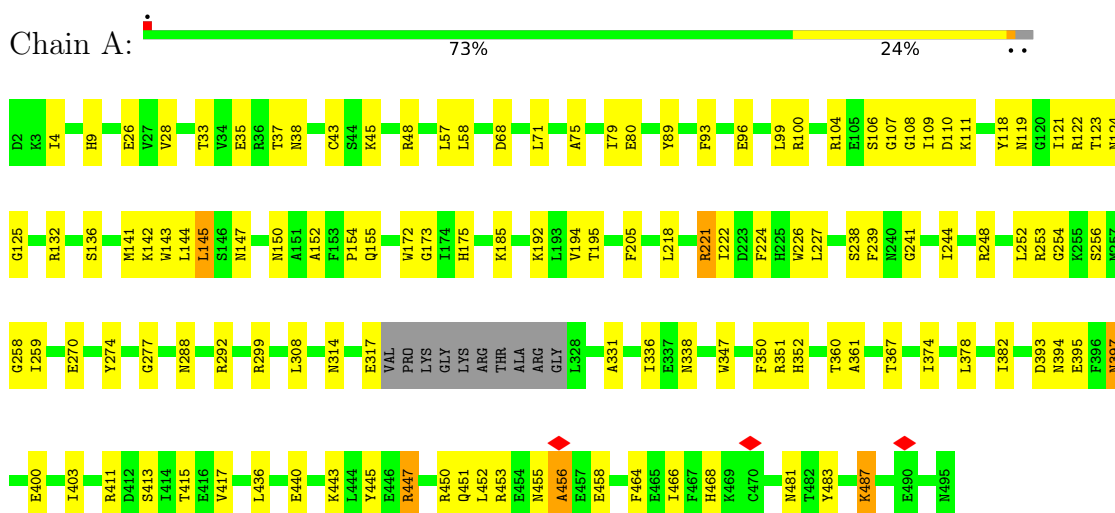 Chain A:
73% 24%
D2 K3 I4 H9 E26 V27 V28 T33 V34 E35 R36 T37 N38 C43 S44 K45 R48 L57 L58 D68 L71 A75 I79 E80 Y89 F93 E96 L99 R100 R104 E105 S106 G107 G108 I109 D110 K111 Y118 N119 G120 I121 R122 T123 N124
G125 R132 S136 M141 K142 W143 L144 L145 S146 N147 N150 A151 A152 F153 P154 Q155 W172 G173 I174 H175 K185 K192 L193 V194 T195 F205 L218 R221 I222 D223 F224 H225 W226 L227 S238 F239 N240 G241 I244 R248 L252 R253 G254 K255 S256 M257
G258 I259 E270 Y274 G277 N288 R292 R299 L308 N314 E317 VAL PRO LYS GLY LYS ARG THR ALA ARG GLY L328 A331 I336 E337 N338 W347 F350 R351 H352 T360 A361 T367 I374 L378 I382 D393 N394 E395 F396 N397
E400 I403 R411 D412 S413 I414 T415 E416 V417 L436 E440 K443 L444 Y445 E446 R447 R450 Q451 L452 R453 E454 N455 A456 E457 E458 F464 E465 I466 F467 H468 K469 C470 N481 T482 Y483 K487 E490 N495